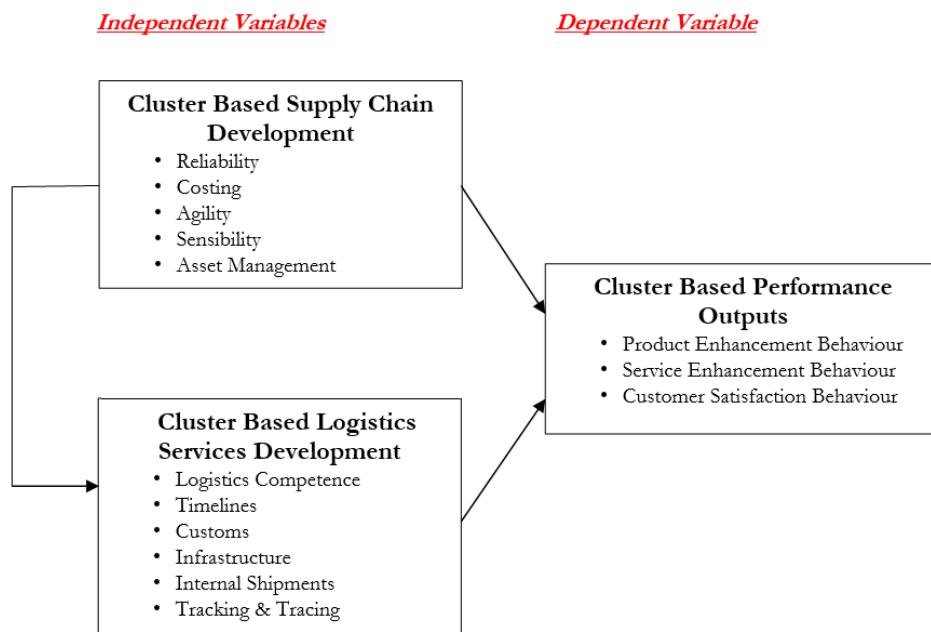 Independent Variables
Dependent Variable
Cluster Based Supply Chain
Development
• Reliability
• Costing
• Agility
• Sensibility
• Asset Management
Cluster Based Performance
Outputs
• Product Enhancement Behaviour
• Service Enhancement Behaviour
• Customer Satisfaction Behaviour
Cluster Based Logistics
Services Development
• Logistics Competence
• Timelines
• Customs
• Infrastructure
• Internal Shipments
• Tracking & Tracing